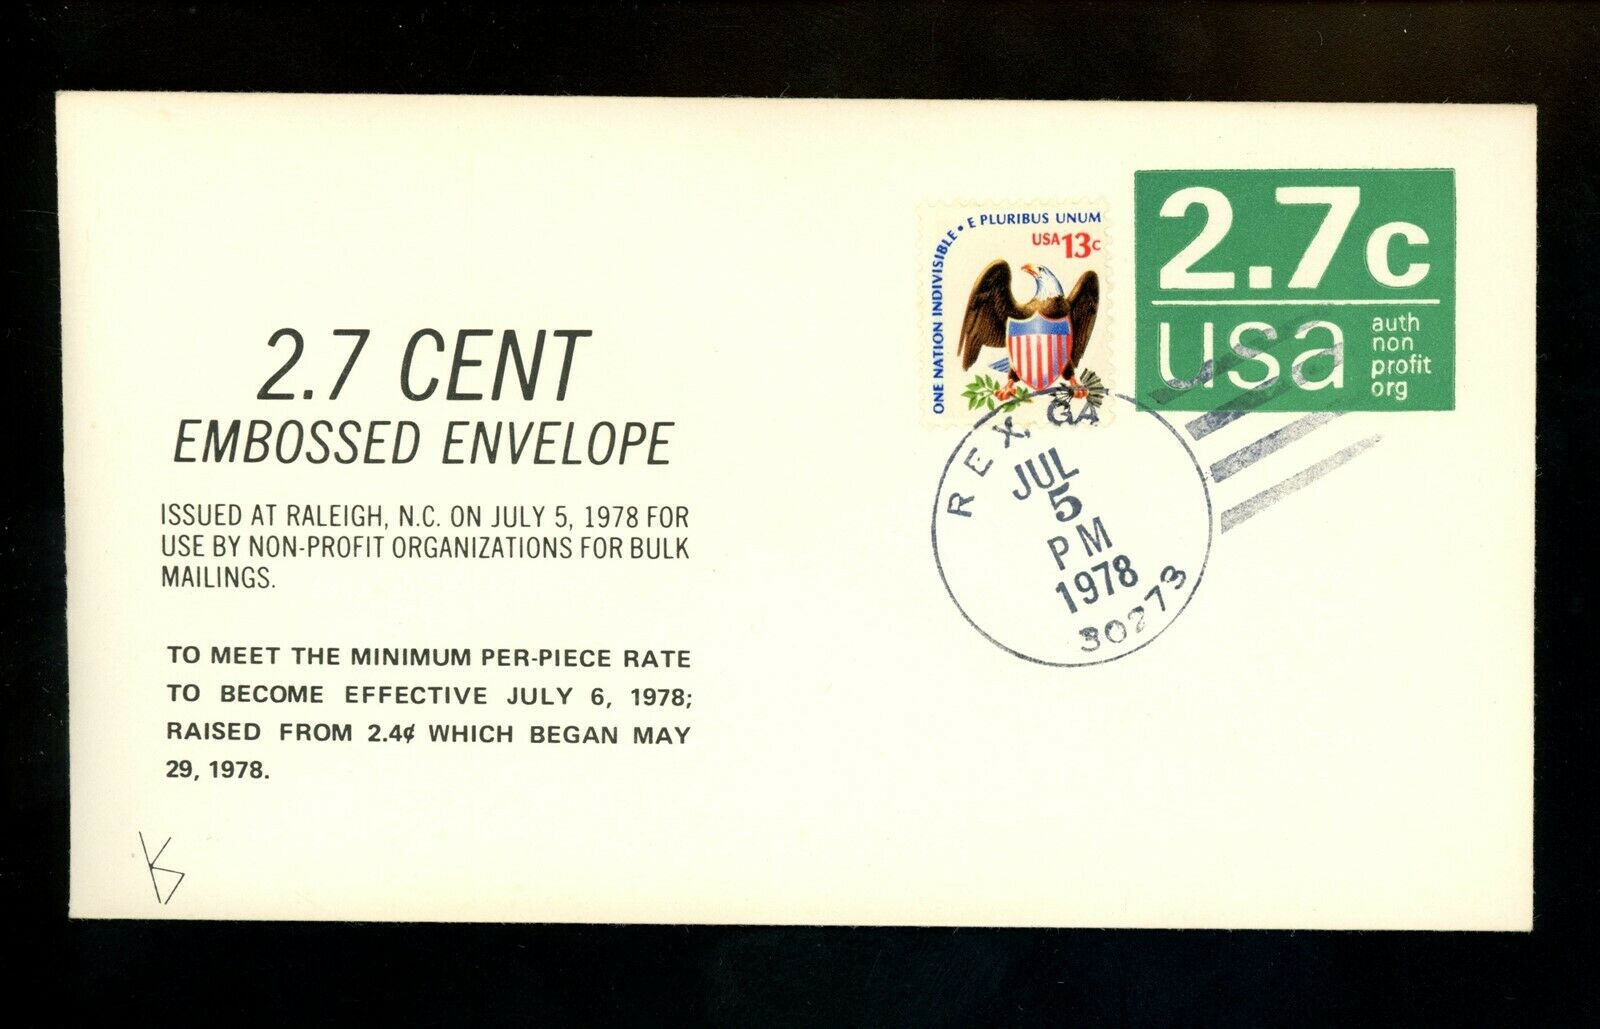 2.7 CENT
EMBOSSED ENVELOPE
ISSUED AT RALEIGH, N.C. ON JULY 5, 1978 FOR
USE BY NON-PROFIT ORGANIZATIONS FOR BULK
MAILINGS.
TO MEET THE MINIMUM PER-PIECE RATE
TO BECOME EFFECTIVE JULY 6, 1978;
RAISED FROM 2.4¢ WHICH BEGAN MAY
29, 1978.
ONE NATION INDIVISIBLE • E PLURIBUS UNUM
USA 13c
2.7c
usa
auth
non
profit
org
REX, GA
JUL
5
PM
1978
30273